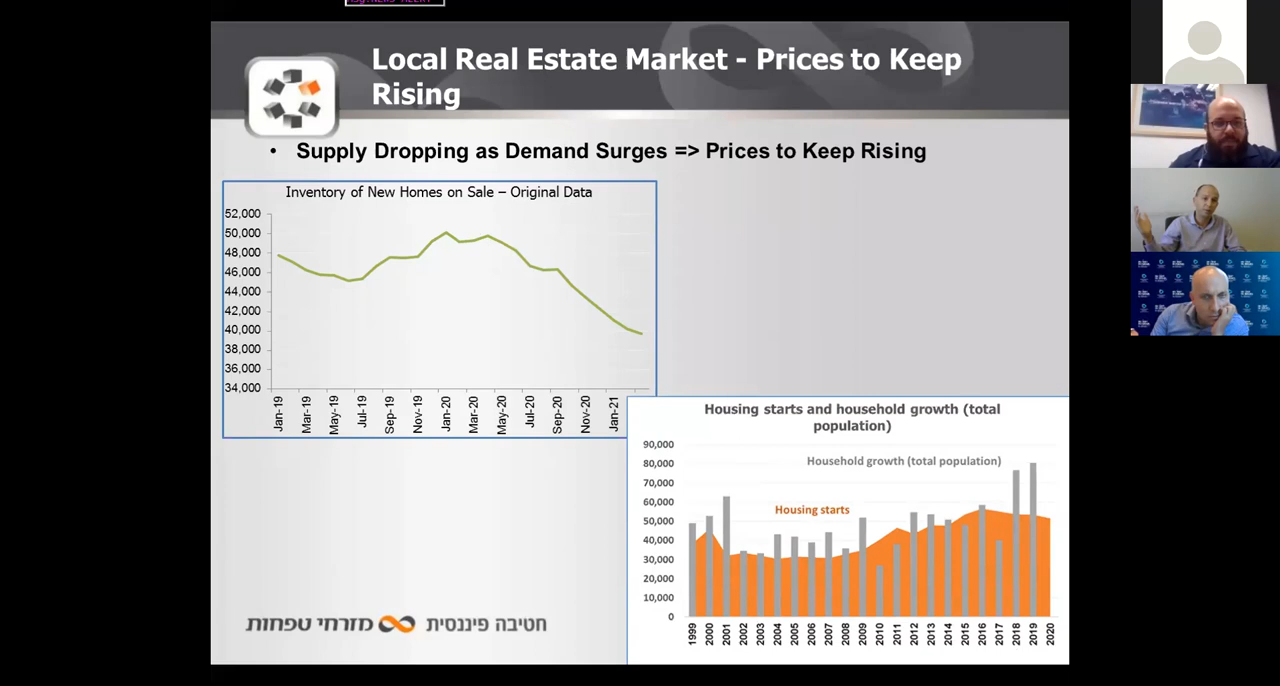 Local Real Estate Market - Prices to Keep
Rising
• Supply Dropping as Demand Surges => Prices to Keep Rising
Inventory of New Homes on Sale – Original Data
52,000
50,000
48,000
46,000
44,000
42,000
40,000
38,000
36,000
34,000
Jan-19
Mar-19
May-19
Jul-19
Sep-19
Nov-19
Jan-20
Mar-20
May-20
Jul-20
Sep-20
Nov-20
Jan-21
Housing starts and household growth (total
population)
90,000
80,000
70,000
60,000
50,000
40,000
30,000
20,000
10,000
0
Household growth (total population)
Housing starts
1999
2000
2001
2002
2003
2004
2005
2006
2007
2008
2009
2010
2011
2012
2013
2014
2015
2016
2017
2018
2019
2020
חטיבה פיננסית מזרחי טפחות